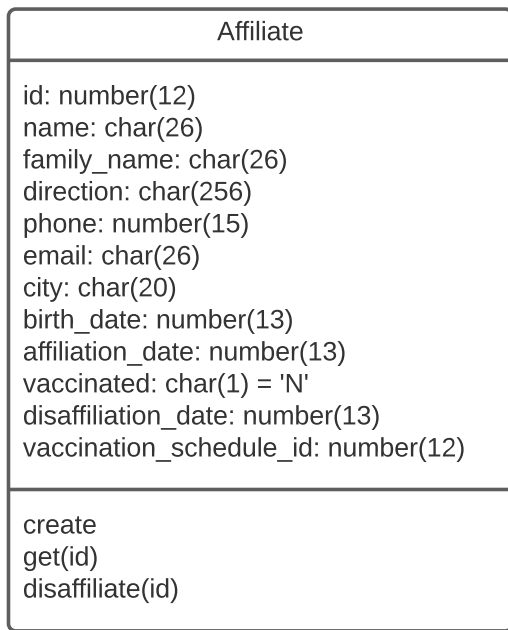 Affiliate
id: number(12)
name: char(26)
family_name: char(26)
direction: char(256)
phone: number(15)
email: char(26)
city: char(20)
birth_date: number(13)
affiliation_date: number(13)
vaccinated: char(1) = 'N'
disaffiliation_date: number(13)
vaccination_schedule_id: number(12)
create
get(id)
disaffiliate(id)